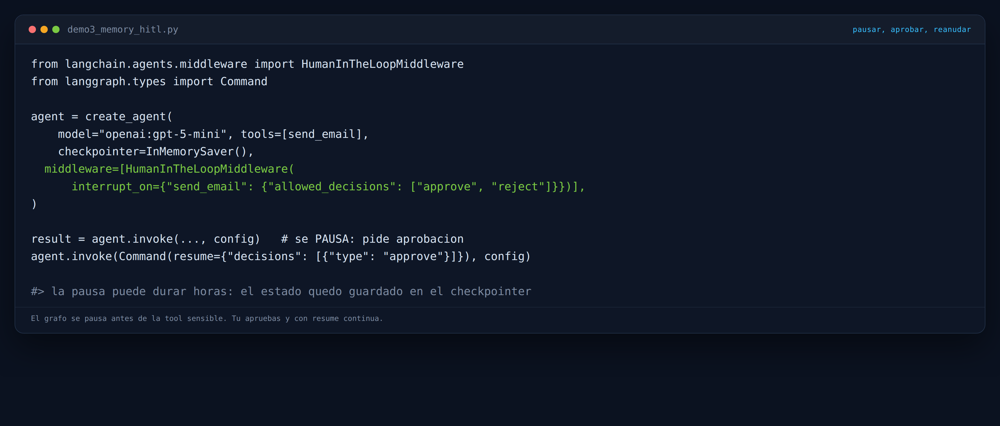 demo3_memory_hitl.py
pausar, aprobar, reanudar
from langchain.agents.middleware import HumanInTheLoopMiddleware
from langgraph.types import Command
agent = create_agent(
    model="openai:gpt-5-mini", tools=[send_email],
    checkpointer=InMemorySaver(),
  middleware=[HumanInTheLoopMiddleware(
      interrupt_on={"send_email": {"allowed_decisions": ["approve", "reject"]}})],
)
result = agent.invoke(..., config)   # se PAUSA: pide aprobacion
agent.invoke(Command(resume={"decisions": [{"type": "approve"}]}), config)
#> la pausa puede durar horas: el estado quedo guardado en el checkpointer
El grafo se pausa antes de la tool sensible. Tu apruebas y con resume continua.